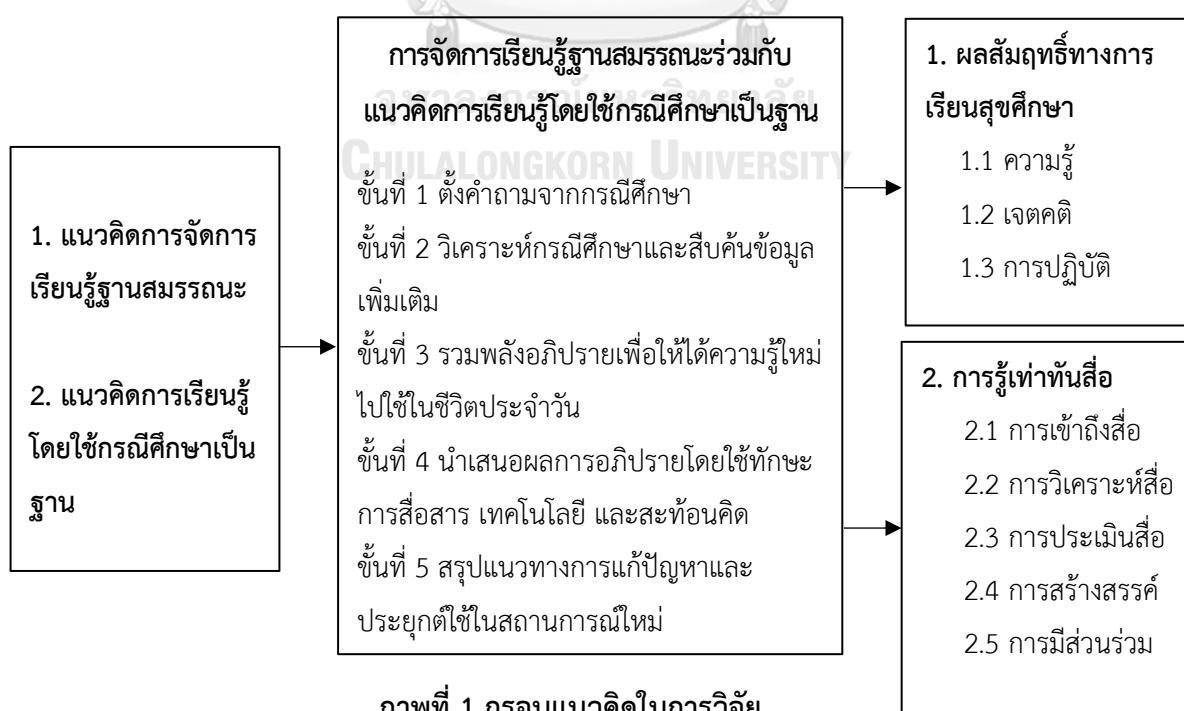 1. แนวคิดการจัดการ
เรียนรู้ฐานสมรรถนะ
2. แนวคิดการเรียนรู้
โดยใช้กรณีศึกษาเป็น
ฐาน
การจัดการเรียนรู้ฐานสมรรถนะร่วมกับ
แนวคิดการเรียนรู้โดยใช้กรณีศึกษาเป็นฐาน
จุฬาลงกรณ์มหาวิทยาลัย
CHULALONGKORN UNIVERSITY
ขั้นที่ 1 ตั้งคำถามจากกรณีศึกษา
ขั้นที่ 2 วิเคราะห์กรณีศึกษาและสืบค้นข้อมูล
เพิ่มเติม
ขั้นที่ 3 รวมพลังอภิปรายเพื่อให้ได้ความรู้ใหม่
ไปใช้ในชีวิตประจำวัน
ขั้นที่ 4 นำเสนอผลการอภิปรายโดยใช้ทักษะ
การสื่อสาร เทคโนโลยี และสะท้อนคิด
ขั้นที่ 5 สรุปแนวทางการแก้ปัญหาและ
ประยุกต์ใช้ในสถานการณ์ใหม่
1. ผลสัมฤทธิ์ทางการ
เรียนสุขศึกษา
1.1 ความรู้
1.2 เจตคติ
1.3 การปฏิบัติ
2. การรู้เท่าทันสื่อ
2.1 การเข้าถึงสื่อ
2.2 การวิเคราะห์สื่อ
2.3 การประเมินสื่อ
2.4 การสร้างสรรค์
2.5 การมีส่วนร่วม
ภาพที่ 1 กรอบแนวคิดในการวิจัย